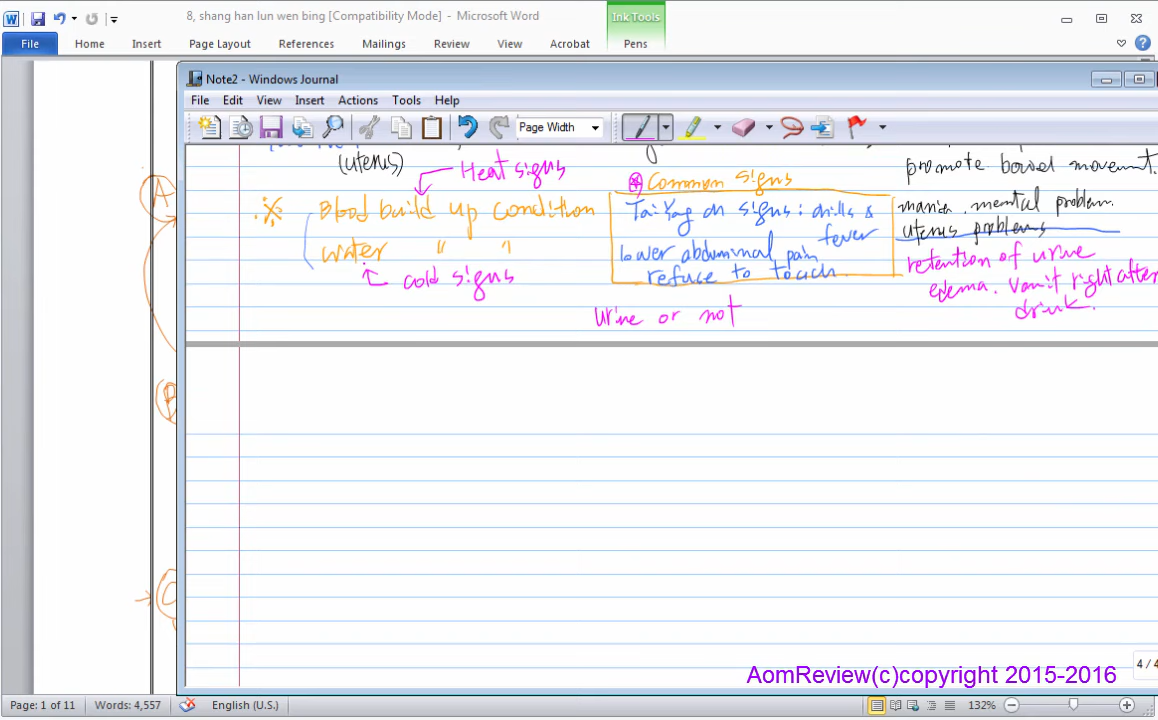 8, shang han lun wen bing [Compatibility Mode] - Microsoft Word
Ink Tools
File Home Insert Page Layout References Mailings Review View Acrobat Pens
Note2 - Windows Journal
File Edit View Insert Actions Tools Help
Page Width
(uterus)
Heat signs
promote bowel movement.
Common signs
Blood build up condition
Tai Yag ch signs: chills &
fever
mania. mental problem.
uterus problems
water " "
lower abdominal pain
refuse to touch
cold signs
retention of urine
edema. Vomit right after
drink.
urine or not
A
B
C
AomReview(c)copyright 2015-2016
4 / 4
Page: 1 of 11 Words: 4,557 English (U.S.) 132%